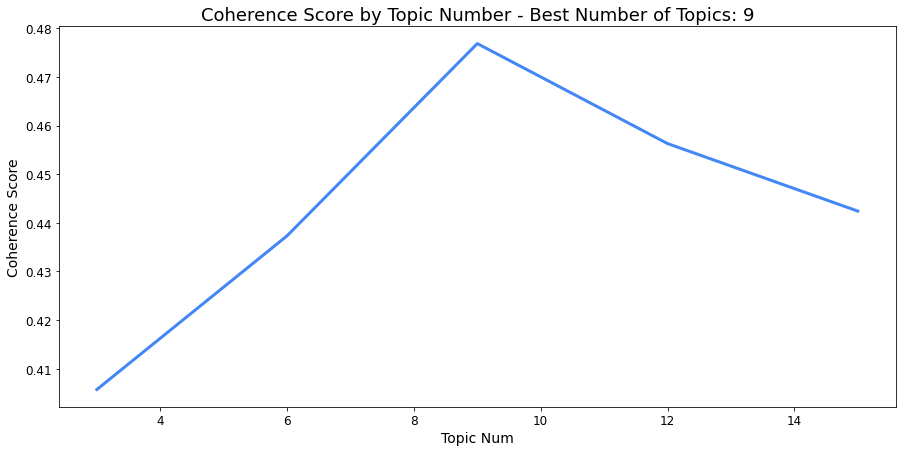 Coherence Score by Topic Number - Best Number of Topics: 9
0.48
0.47
0.46
0.45
0.44
0.43
0.42
0.41
Coherence Score
4 6 8 10 12 14
Topic Num